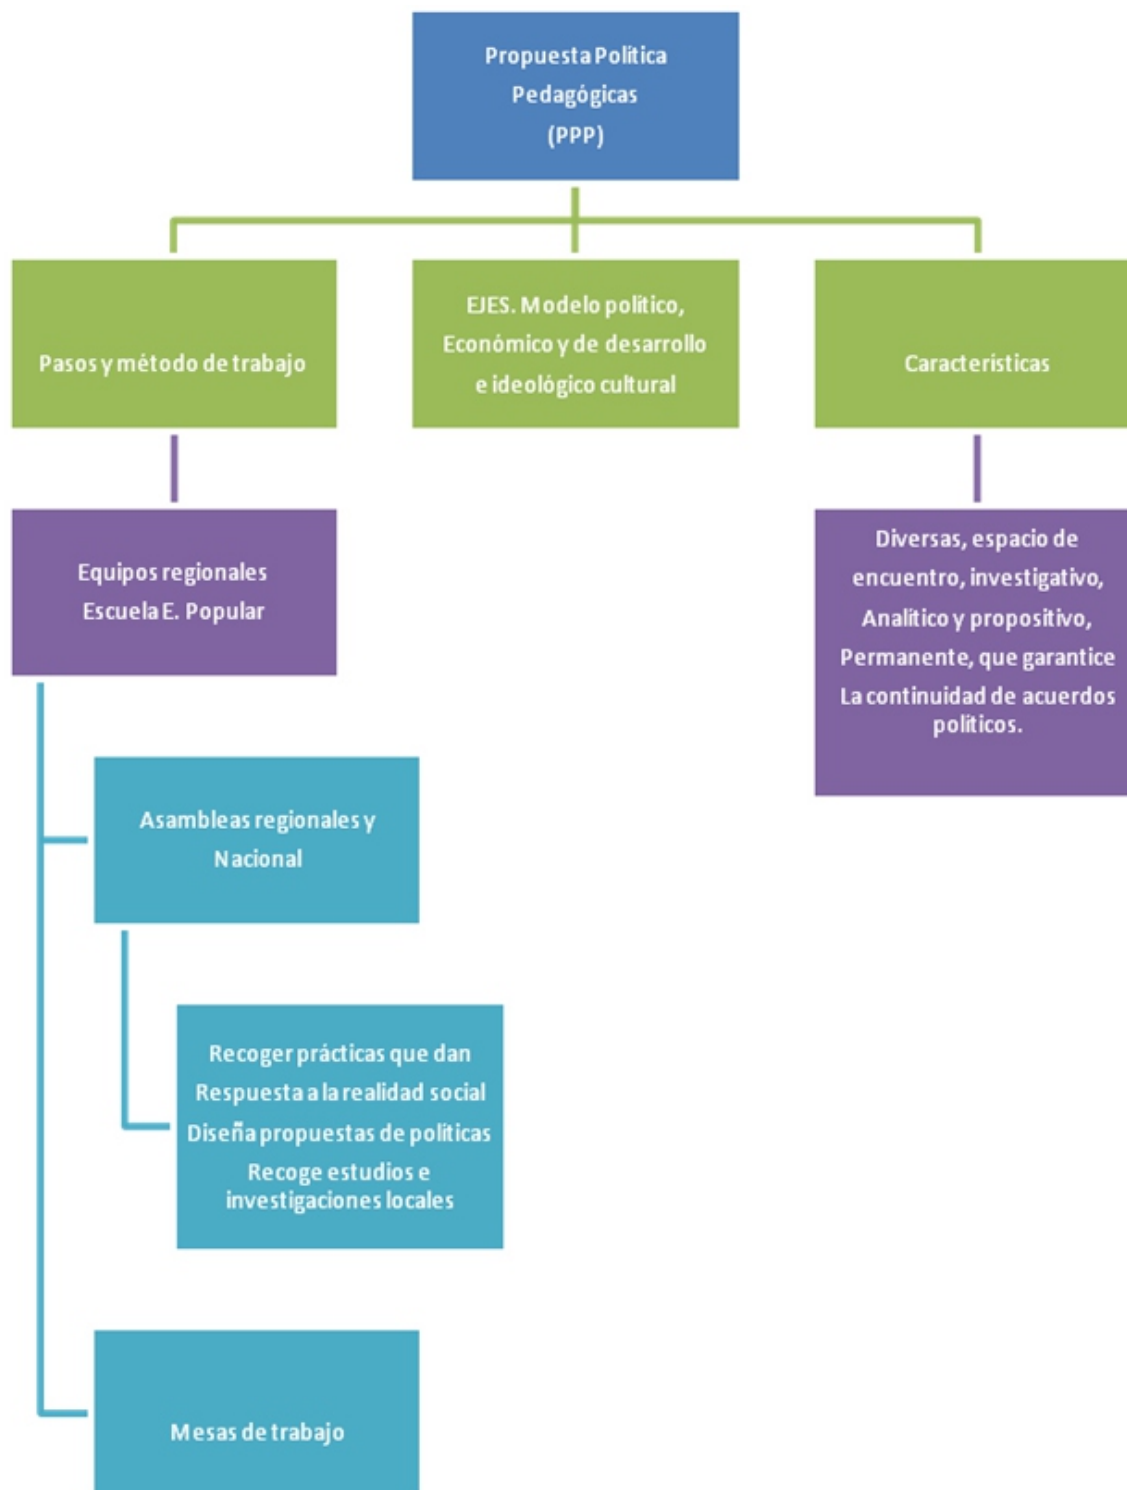 Propuesta Política
Pedagógicas
(PPP)
Pasos y método de trabajo
EJES. Modelo político,
Económico y de desarrollo
e ideológico cultural
Características
Equipos regionales
Escuela E. Popular
Diversas, espacio de
encuentro, investigativo,
Analítico y propositivo,
Permanente, que garantice
La continuidad de acuerdos
políticos.
Asambleas regionales y
Nacional
Recoger prácticas que dan
Respuesta a la realidad social
Diseña propuestas de políticas
Recoge estudios e
investigaciones locales
Mesas de trabajo